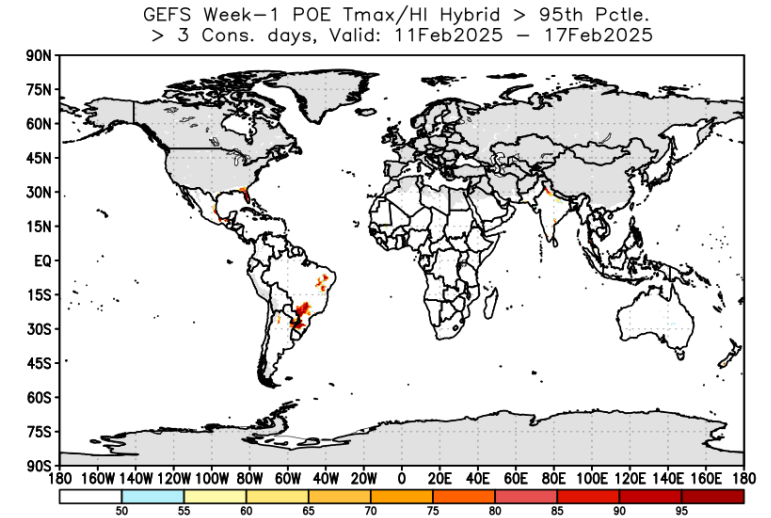 GEFS Week-1 POE Tmax/HI Hybrid > 95th Pctle.
> 3 Cons. days, Valid: 11Feb2025 - 17Feb2025
90N
75N
60N
45N
30N
15N
EQ
15S
30S
45S
60S
75S
90S
180 160W 140W 120W 100W 80W 60W 40W 20W 0 20E 40E 60E 80E 100E 120E 140E 160E 180
50 55 60 65 70 75 80 85 90 95